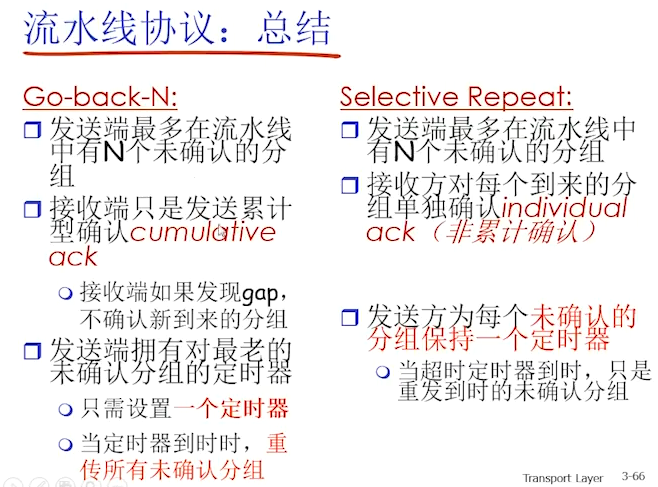 流水线协议：总结
Go-back-N:
发送端最多在流水线
中有N个未确认的分
组
接收端只是发送累计
型确认cumulative
ack
接收端如果发现gap，
不确认新到来的分组
发送端拥有对最老的
未确认分组的定时器
只需设置一个定时器
当定时器到时时，重
传所有未确认分组
Selective Repeat:
发送端最多在流水线中
有N个未确认的分组
接收方对每个到来的分
组单独确认individual
ack（非累计确认）
发送方为每个未确认的
分组保持一个定时器
当超时定时器到时，只是
重发到时的未确认分组
Transport Layer 3-66